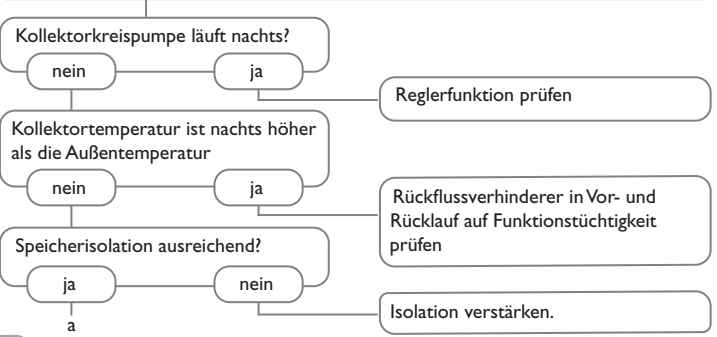 Kollektorkreispumpe läuft nachts?
nein
ja
Reglerfunktion prüfen
Kollektortemperatur ist nachts höher
als die Außentemperatur
nein
ja
Rückflussverhinderer in Vor- und
Rücklauf auf Funktionstüchtigkeit
prüfen
Speicherisolation ausreichend?
ja
nein
Isolation verstärken.
a